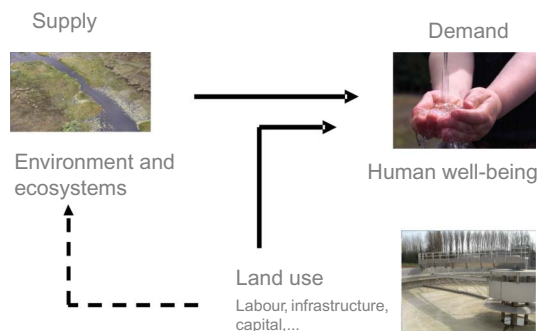 Supply
Demand
Environment and
ecosystems
Human well-being
Land use
Labour, infrastructure,
capital,...